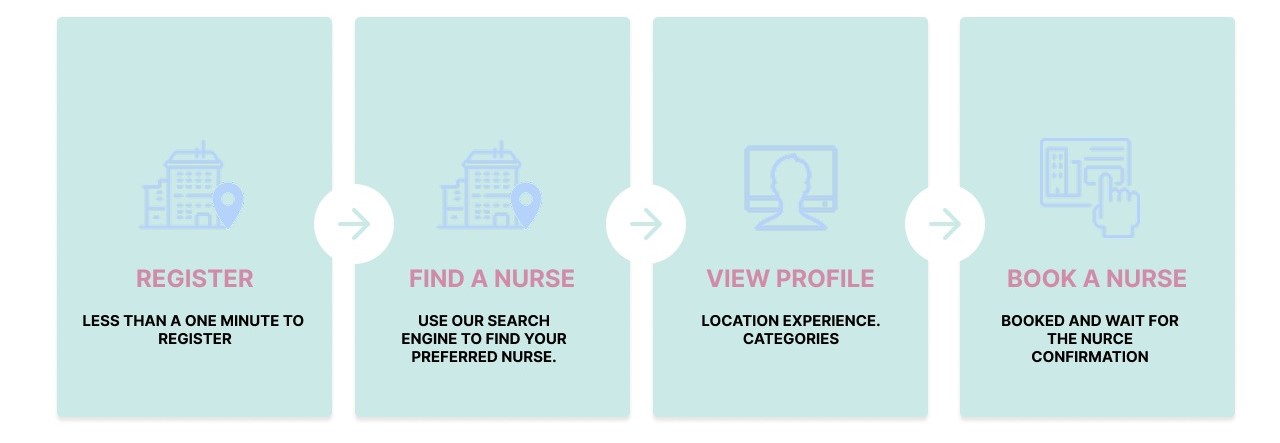 REGISTER
LESS THAN A ONE MINUTE TO
REGISTER
FIND A NURSE
USE OUR SEARCH
ENGINE TO FIND YOUR
PREFERRED NURSE.
VIEW PROFILE
LOCATION EXPERIENCE.
CATEGORIES
BOOK A NURSE
BOOKED AND WAIT FOR
THE NURCE
CONFIRMATION